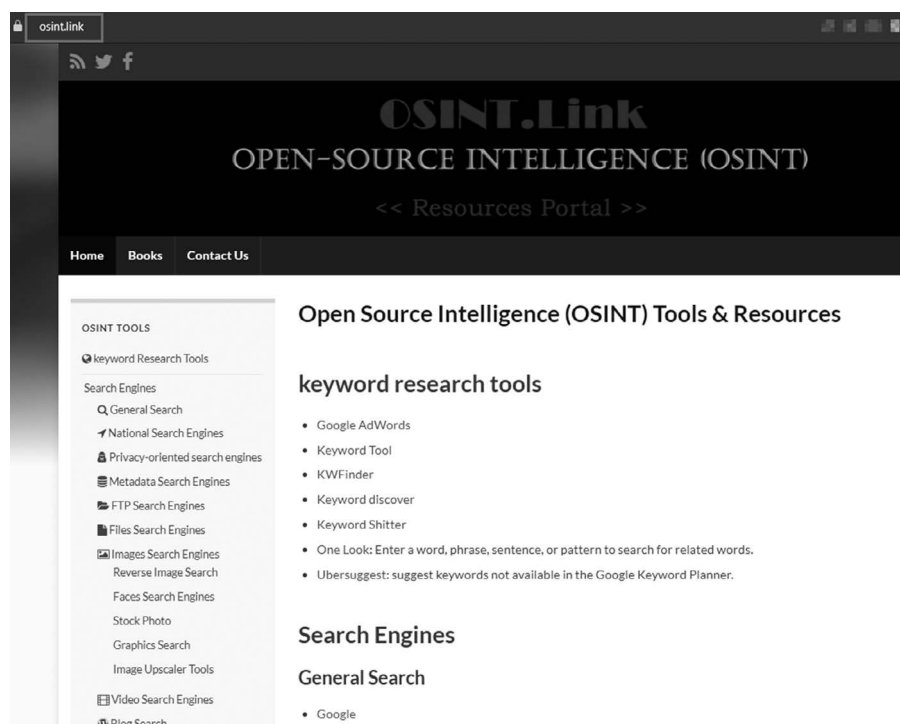 osint.link
OSINT.Link
OPEN-SOURCE INTELLIGENCE (OSINT)
<< Resources Portal >>
Home Books Contact Us
OSINT TOOLS
keyword Research Tools
Search Engines
General Search
National Search Engines
Privacy-oriented search engines
Metadata Search Engines
FTP Search Engines
Files Search Engines
Images Search Engines
Reverse Image Search
Faces Search Engines
Stock Photo
Graphics Search
Image Upscaler Tools
Video Search Engines
Blog Search
Open Source Intelligence (OSINT) Tools & Resources
keyword research tools
• Google AdWords
• Keyword Tool
• KWFinder
• Keyword discover
• Keyword Shitter
• One Look: Enter a word, phrase, sentence, or pattern to search for related words.
• Ubersuggest: suggest keywords not available in the Google Keyword Planner.
Search Engines
General Search
• Google